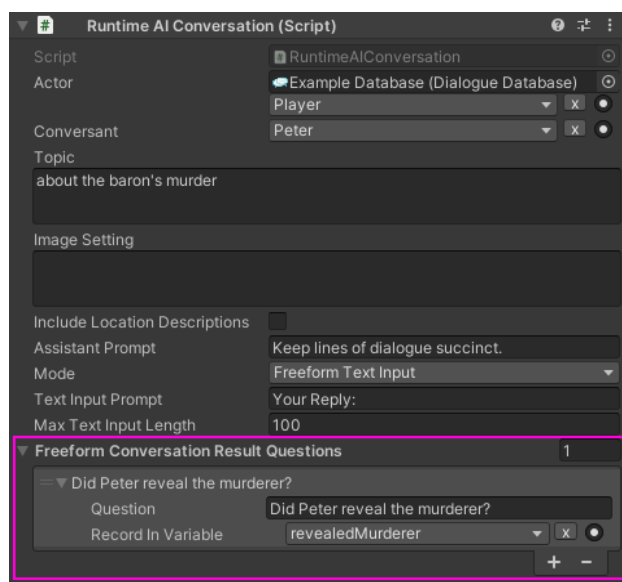 Runtime AI Conversation (Script)
Script RuntimeAIConversation
Actor Example Database (Dialogue Database)
Player x
Conversant Peter x
Topic
about the baron's murder
Image Setting
Include Location Descriptions
Assistant Prompt Keep lines of dialogue succinct.
Mode Freeform Text Input
Text Input Prompt Your Reply:
Max Text Input Length 100
Freeform Conversation Result Questions 1
Did Peter reveal the murderer?
Question Did Peter reveal the murderer?
Record In Variable revealedMurderer x
+ -